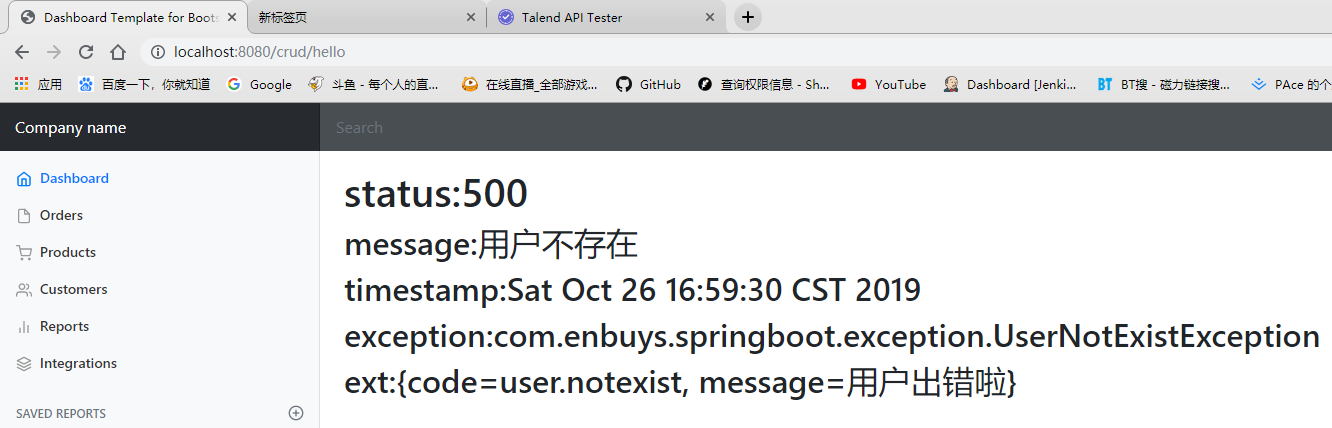 Dashboard Template for Boots
新标签页
Talend API Tester
localhost:8080/crud/hello
应用
百度一下，你就知道
Google
斗鱼 - 每个人的直...
在线直播_全部游戏...
GitHub
查询权限信息 - Sh...
YouTube
Dashboard [Jenki...
BT搜 - 磁力链接搜...
PAce 的个
Company name
Search
Dashboard
Orders
Products
Customers
Reports
Integrations
SAVED REPORTS
status:500
message:用户不存在
timestamp:Sat Oct 26 16:59:30 CST 2019
exception:com.enbuys.springboot.exception.UserNotExistException
ext:{code=user.notexist, message=用户出错啦}